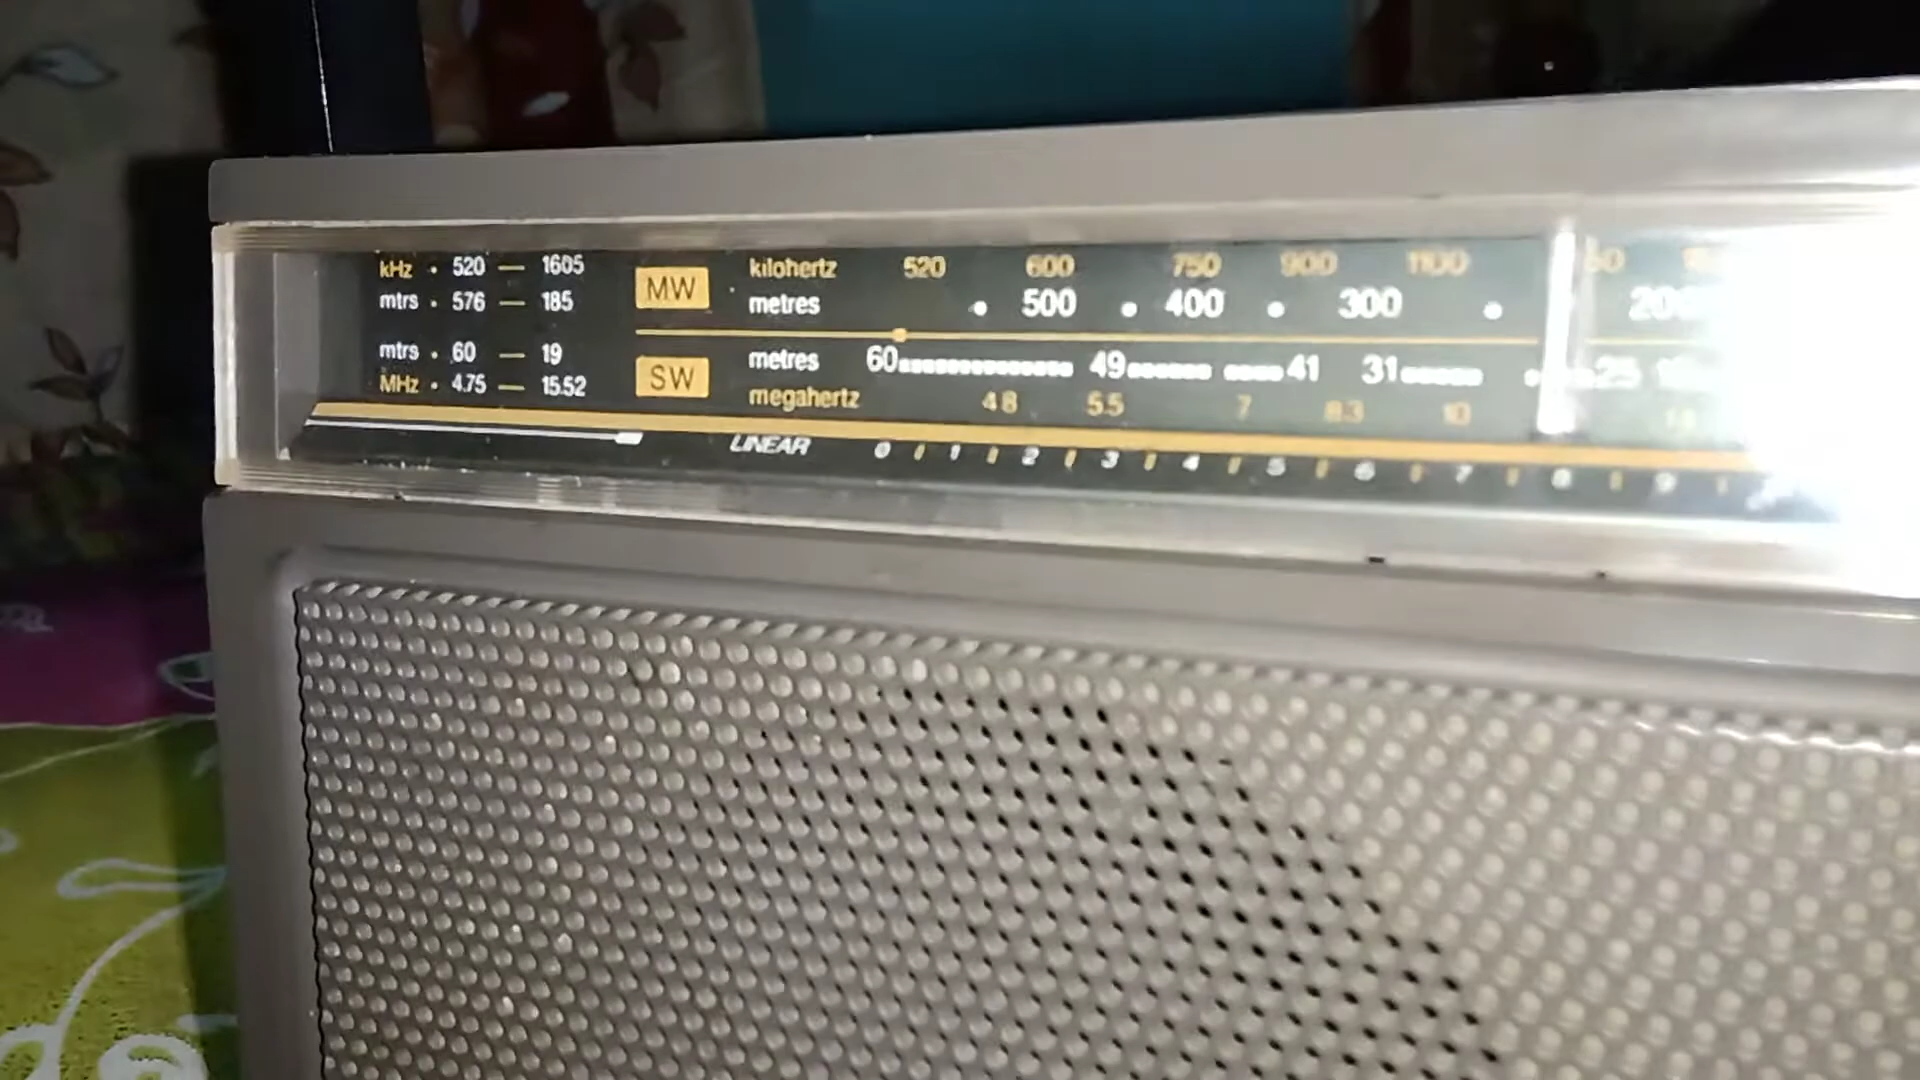 kHz • 520 — 1605
mtrs • 576 — 185
mtrs • 60 — 19
MHz • 4.75 — 15.52
MW
kilohertz 520 600 750 900 1100
metres • 500 • 400 • 300 •
SW
metres 60 49 41 31 25
megahertz 4.8 5.5 7 8.3 10
LINEAR 0 1 2 3 4 5 6 7 8 9